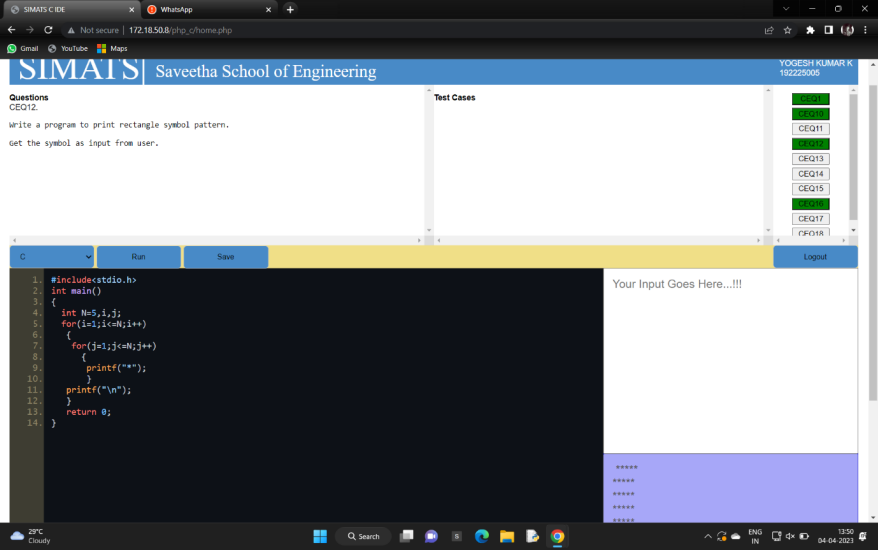 SIMATS C IDE
WhatsApp
Not secure | 172.18.50.8/php_c/home.php
Gmail YouTube Maps
SIMATS Saveetha School of Engineering
YOGESH KUMAR K
192225005
Questions
CEQ12.
Write a program to print rectangle symbol pattern.
Get the symbol as input from user.
Test Cases
CEQ1
CEQ10
CEQ11
CEQ12
CEQ13
CEQ14
CEQ15
CEQ16
CEQ17
CEQ18
C Run Save Logout
1. #include<stdio.h>
2. int main()
3. {
4. int N=5,i,j;
5. for(i=1;i<=N;i++)
6. {
7. for(j=1;j<=N;j++)
8. {
9. printf("*");
10. }
11. printf("\n");
12. }
13. return 0;
14. }
Your Input Goes Here...!!!
*****
*****
*****
*****
*****
29°C
Cloudy
Search
ENG
IN
13:50
04-04-2023